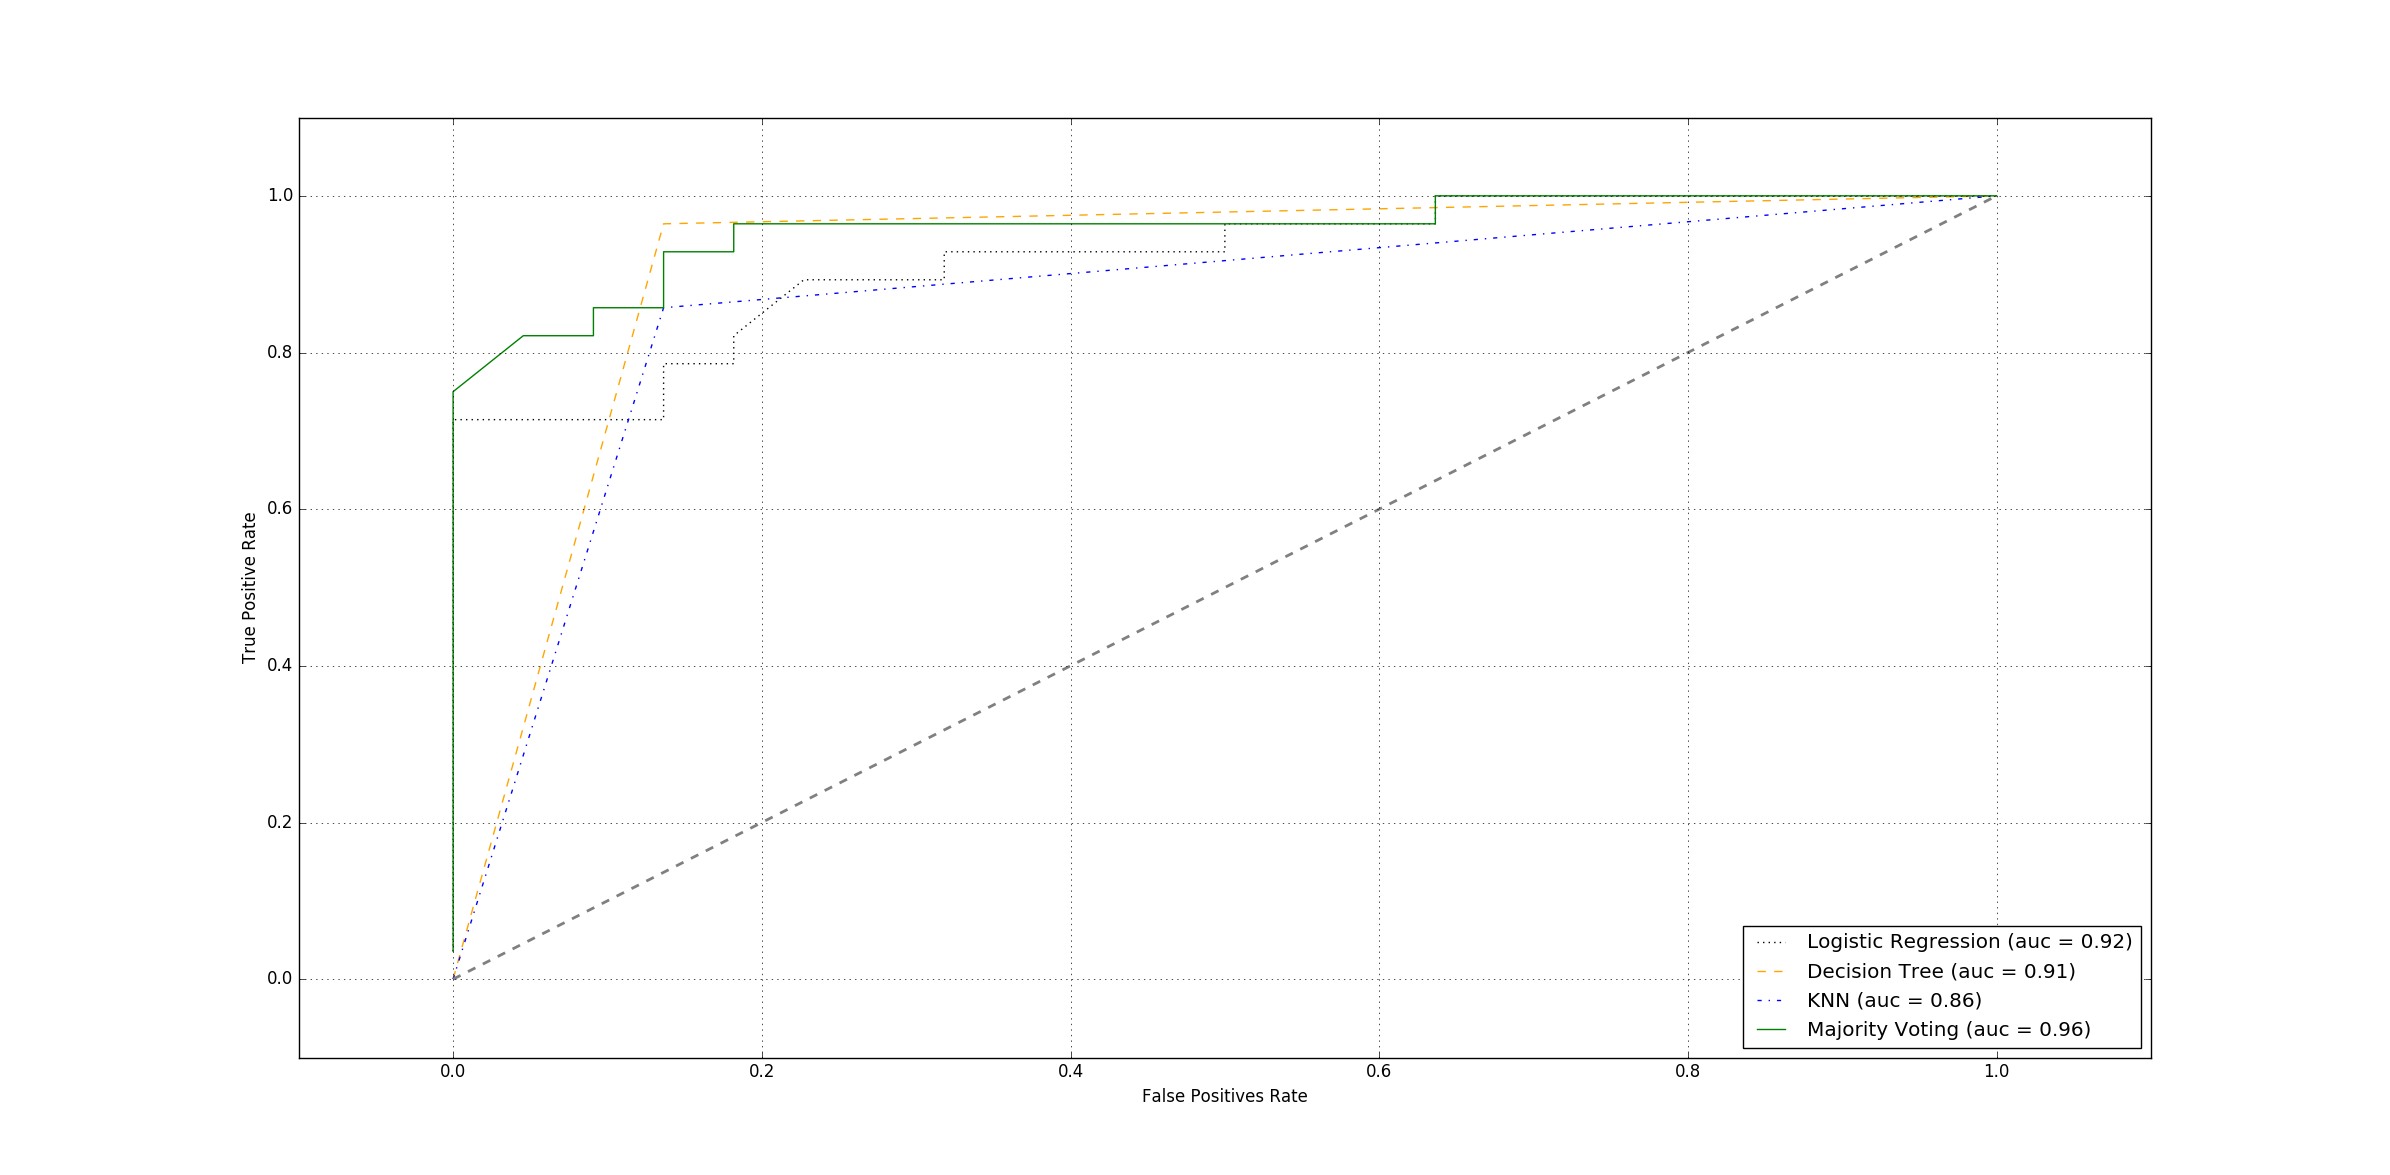 1.0
0.8
0.6
0.4
0.2
0.0
True Positive Rate
0.0 0.2 0.4 0.6 0.8 1.0
False Positives Rate
Logistic Regression (auc = 0.92)
Decision Tree (auc = 0.91)
KNN (auc = 0.86)
Majority Voting (auc = 0.96)